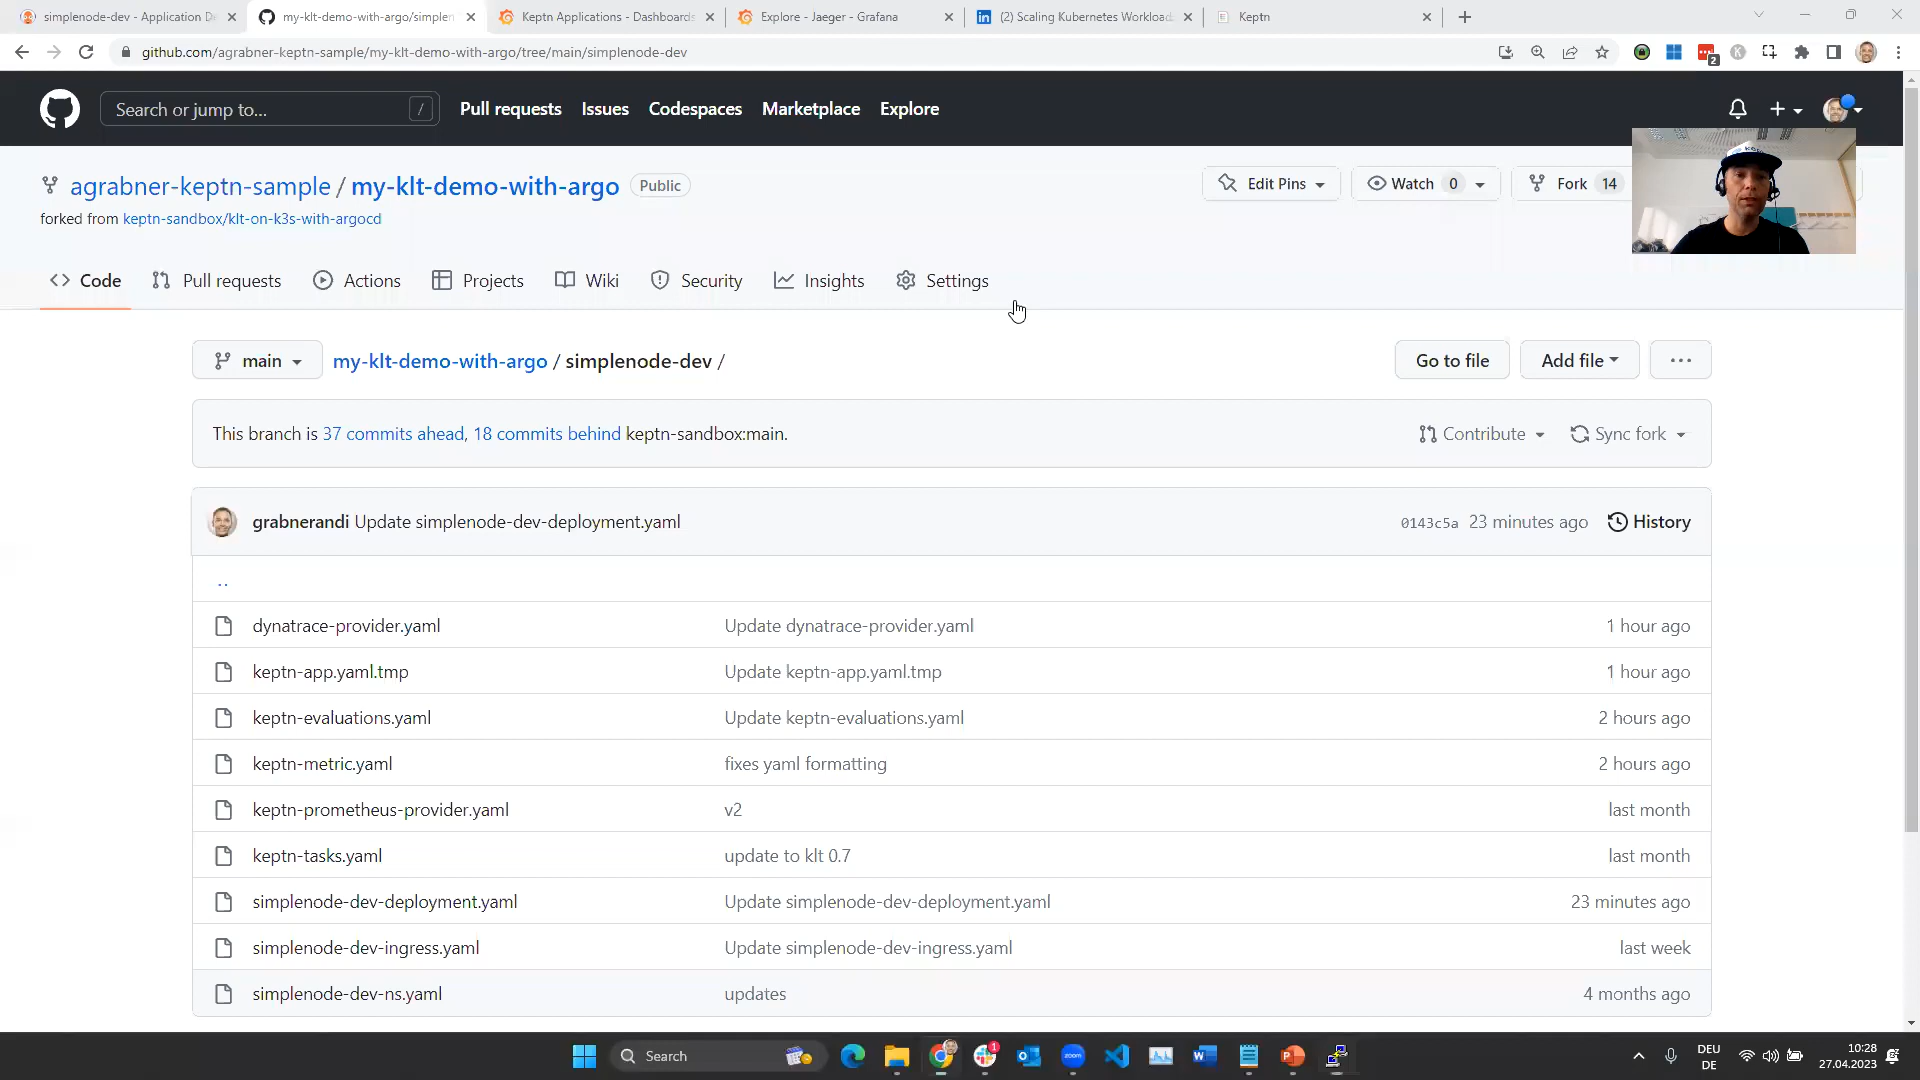 simplenode-dev - Application De
my-klt-demo-with-argo/simplen
Keptn Applications - Dashboards
Explore - Jaeger - Grafana
(2) Scaling Kubernetes Workload
Keptn
github.com/agrabner-keptn-sample/my-klt-demo-with-argo/tree/main/simplenode-dev
2
Search or jump to...
/
Pull requests
Issues
Codespaces
Marketplace
Explore
agrabner-keptn-sample / my-klt-demo-with-argo
Public
Edit Pins
Watch 0
Fork 14
forked from keptn-sandbox/klt-on-k3s-with-argocd
Code
Pull requests
Actions
Projects
Wiki
Security
Insights
Settings
main
my-klt-demo-with-argo / simplenode-dev /
Go to file
Add file
This branch is 37 commits ahead, 18 commits behind keptn-sandbox:main.
Contribute
Sync fork
grabnerandi Update simplenode-dev-deployment.yaml
0143c5a 23 minutes ago
History
..
dynatrace-provider.yaml
Update dynatrace-provider.yaml
1 hour ago
keptn-app.yaml.tmp
Update keptn-app.yaml.tmp
1 hour ago
keptn-evaluations.yaml
Update keptn-evaluations.yaml
2 hours ago
keptn-metric.yaml
fixes yaml formatting
2 hours ago
keptn-prometheus-provider.yaml
v2
last month
keptn-tasks.yaml
update to klt 0.7
last month
simplenode-dev-deployment.yaml
Update simplenode-dev-deployment.yaml
23 minutes ago
simplenode-dev-ingress.yaml
Update simplenode-dev-ingress.yaml
last week
simplenode-dev-ns.yaml
updates
4 months ago
Search
1
zoom
DEU
DE
10:28
27.04.2023